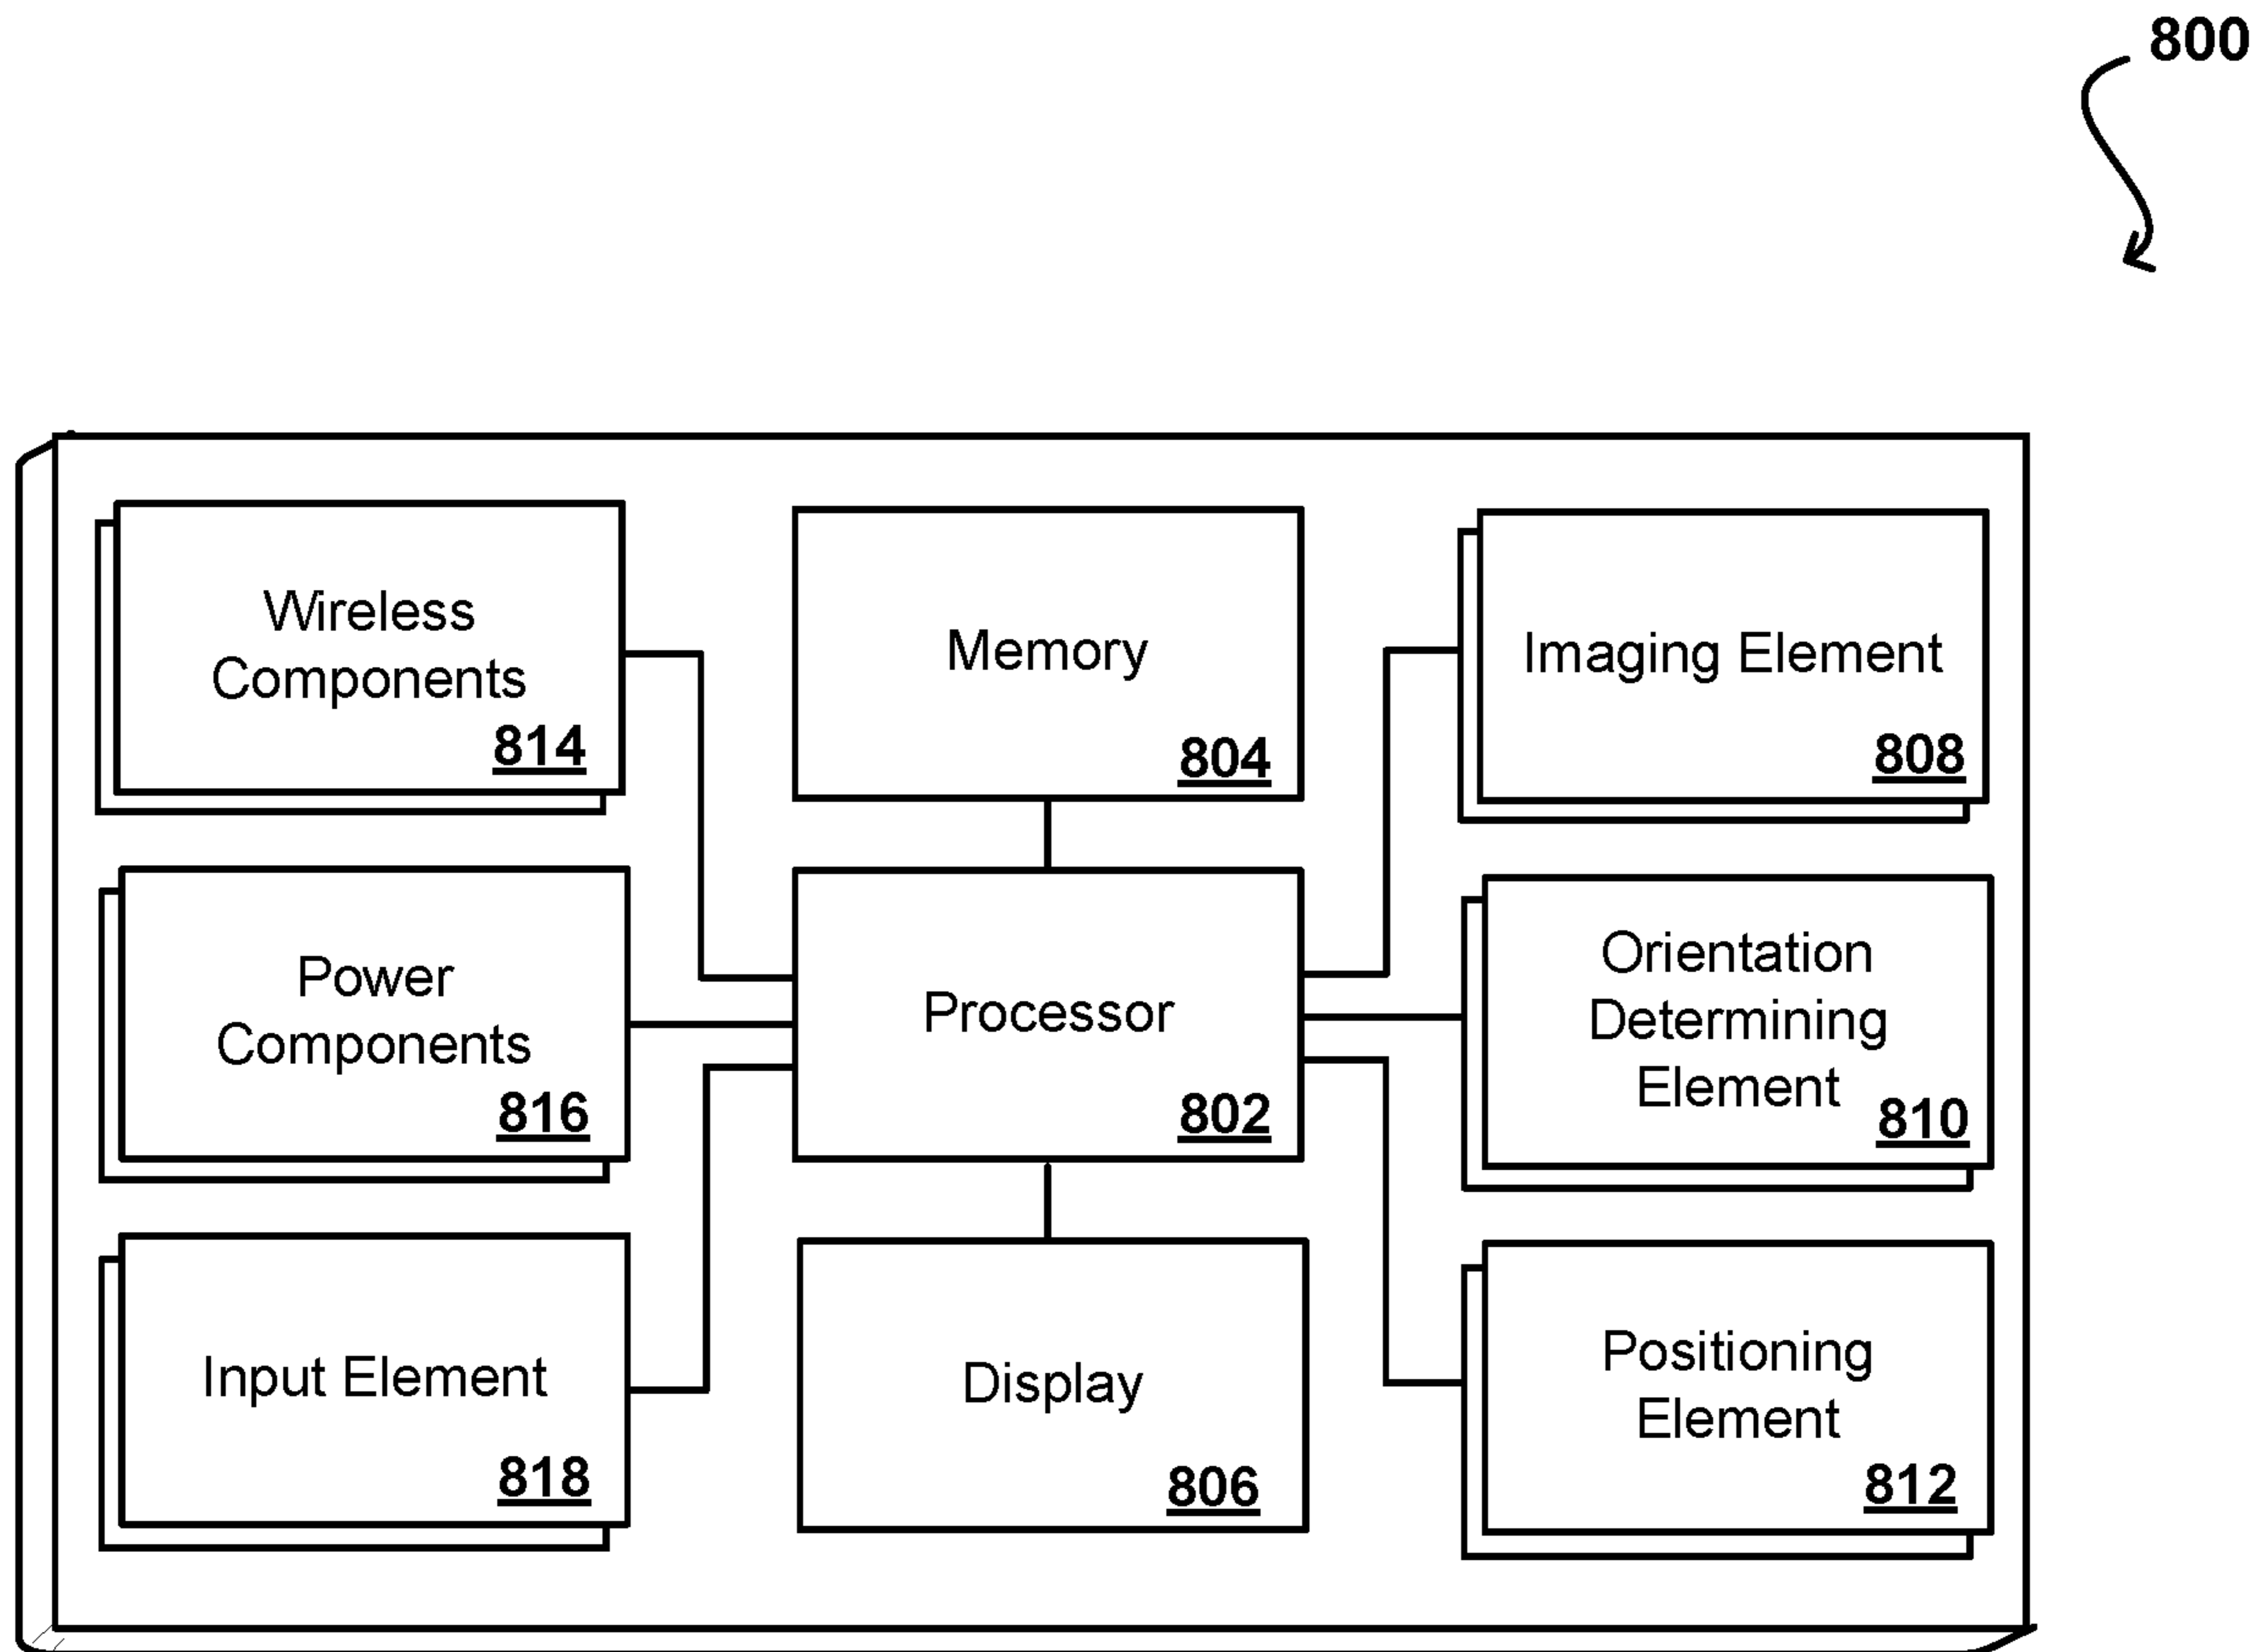 800
Wireless
Components
814
Memory
804
Imaging Element
808
Power
Components
816
Processor
802
Orientation
Determining
Element
810
Input Element
818
Display
806
Positioning
Element
812